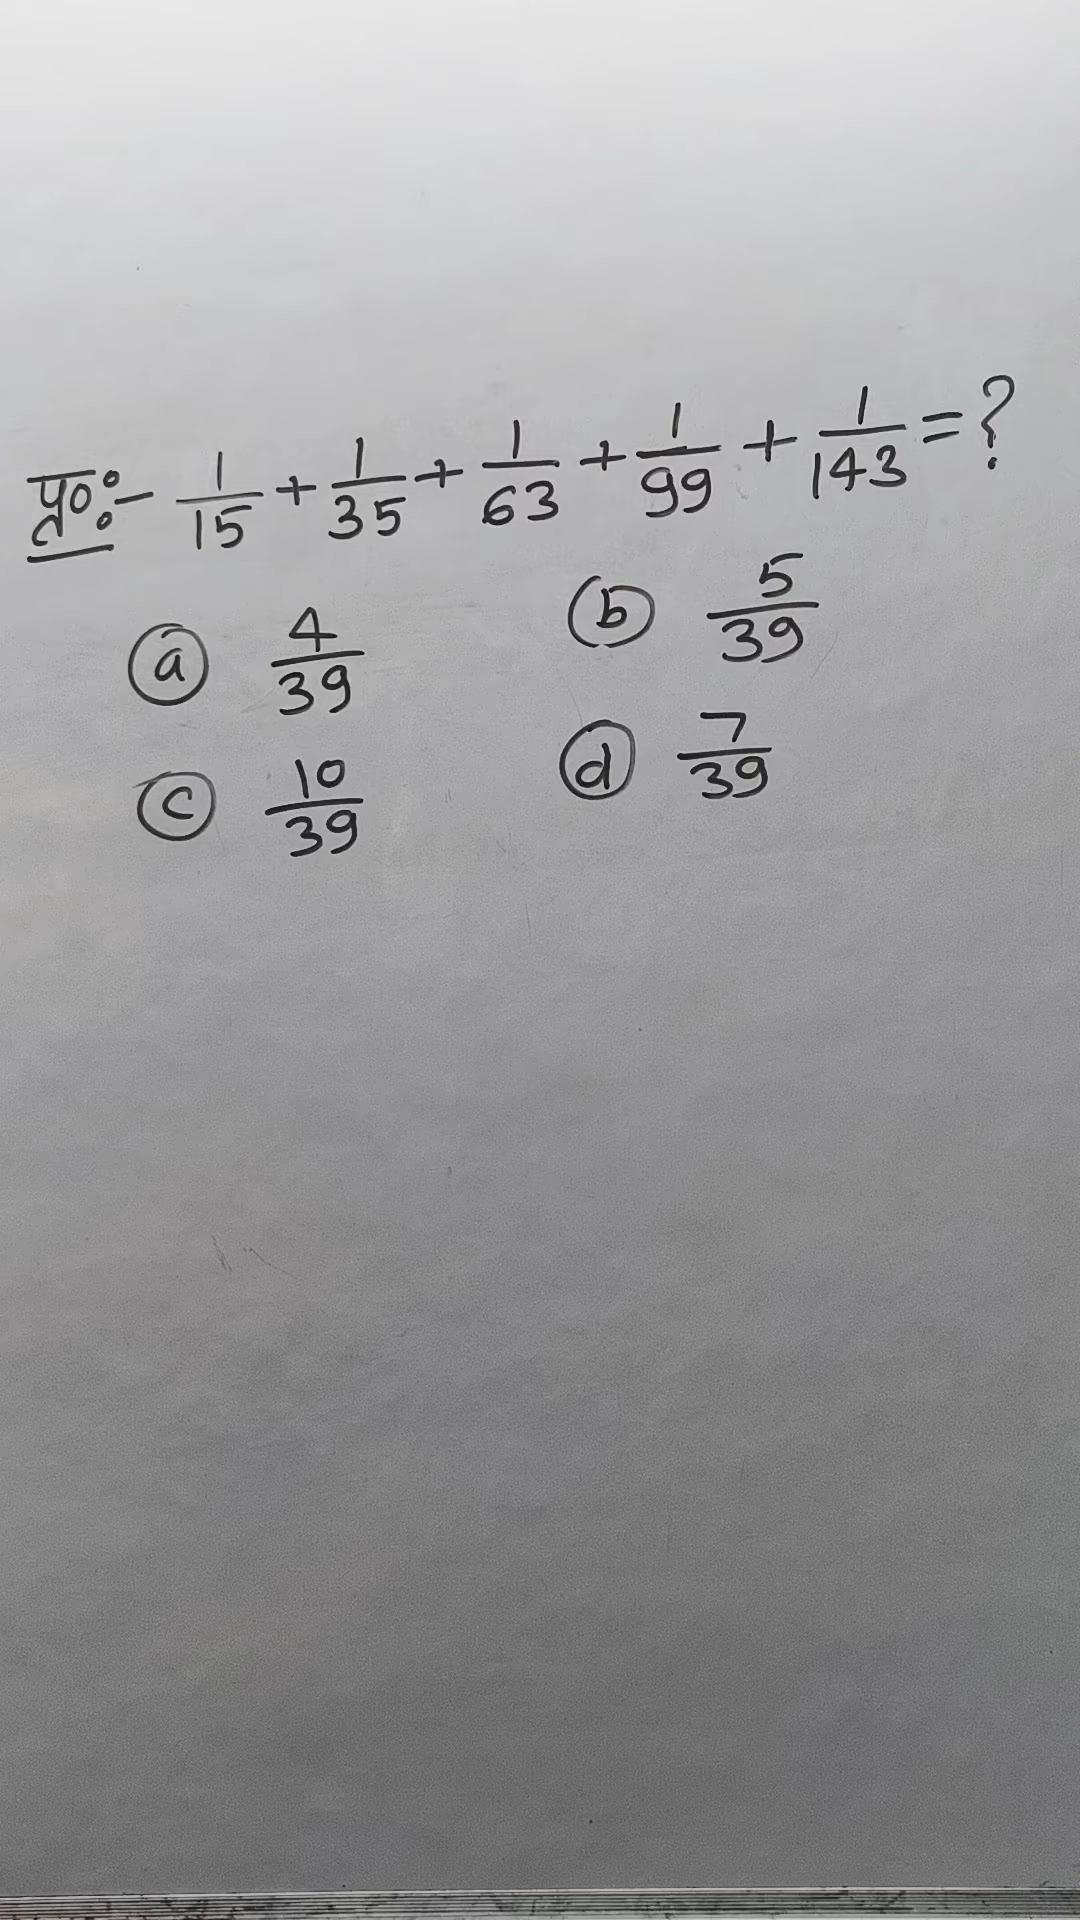 प्र०:- 1/15 + 1/35 + 1/63 + 1/99 + 1/143 = ?
ⓐ 4/39 ⓑ 5/39
ⓒ 10/39 ⓓ 7/39